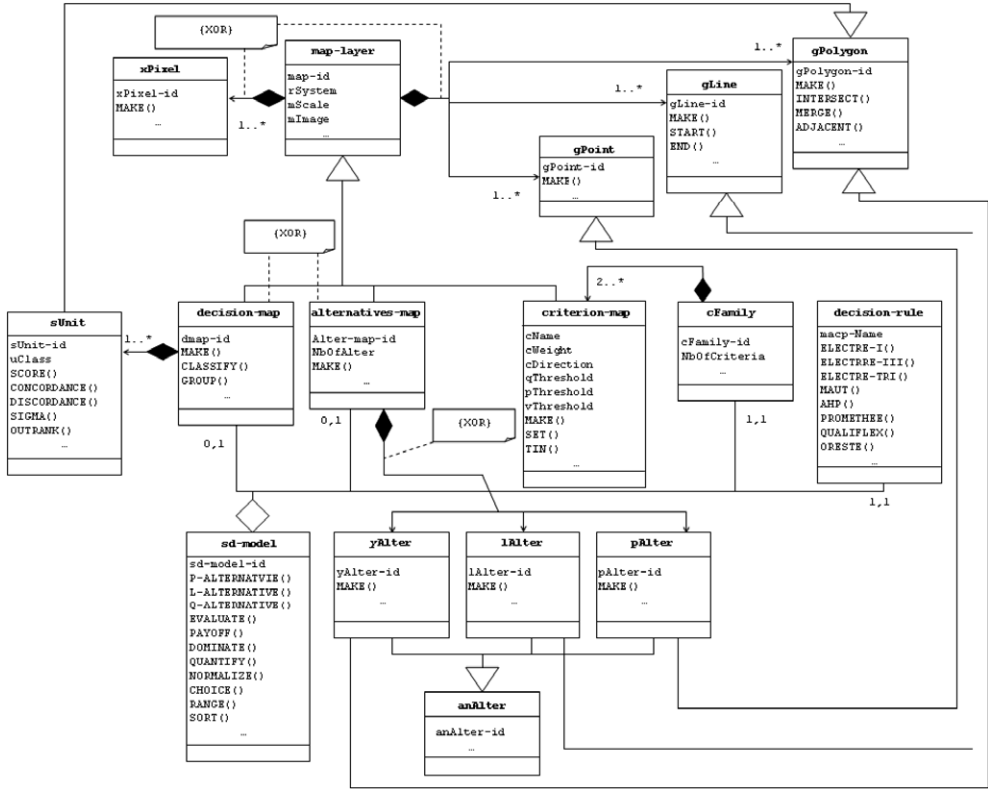 {XOR}
map-layer
map-id
rSystem
mScale
mImage
…
xPixel
xPixel-id
MAKE()
…
1..*
1..*
gPolygon
gPolygon-id
MAKE()
INTERSECT()
MERGE()
ADJACENT()
…
1..*
gLine
gLine-id
MAKE()
START()
END()
…
1..*
gPoint
gPoint-id
MAKE()
…
{XOR}
sUnit
sUnit-id
uClass
SCORE()
CONCORDANCE()
DISCORDANCE()
SIGMA()
OUTRANK()
…
1..*
decision-map
dmap-id
MAKE()
CLASSIFY()
GROUP()
…
0,1
alternatives-map
Alter-map-id
NbOfAlter
MAKE()
…
0,1
{XOR}
2..*
criterion-map
cName
cWeight
cDirection
qThreshold
pThreshold
vThreshold
MAKE()
SET()
TIN()
…
cFamily
cFamily-id
NbOfCriteria
1,1
decision-rule
macp-Name
ELECTRE-I()
ELECTRRE-III()
ELECTRE-TRI()
MAUT()
AHP()
PROMETHEE()
QUALIFLEX()
ORESTE()
…
1,1
sd-model
sd-model-id
P-ALTERNATVIE()
L-ALTERNATIVE()
Q-ALTERNATIVE()
EVALUATE()
PAYOFF()
DOMINATE()
QUANTIFY()
NORMALIZE()
CHOICE()
RANGE()
SORT()
…
yAlter
yAlter-id
MAKE()
…
lAlter
lAlter-id
MAKE()
…
pAlter
pAlter-id
MAKE()
…
anAlter
anAlter-id
…